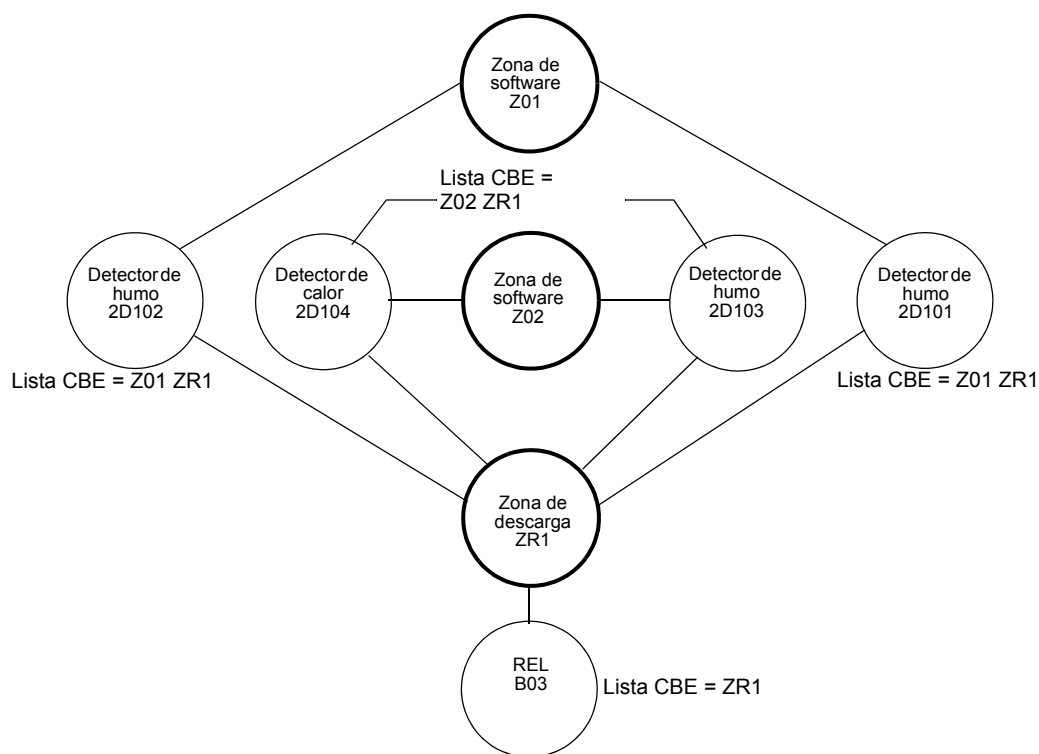 Zona de
software
Z01
Lista CBE =
Z02 ZR1
Detector de
humo
2D102
Detector de
calor
2D104
Zona de
software
Z02
Detector de
humo
2D103
Detector de
humo
2D101
Lista CBE = Z01 ZR1
Lista CBE = Z01 ZR1
Zona de
descarga
ZR1
REL
B03
Lista CBE = ZR1